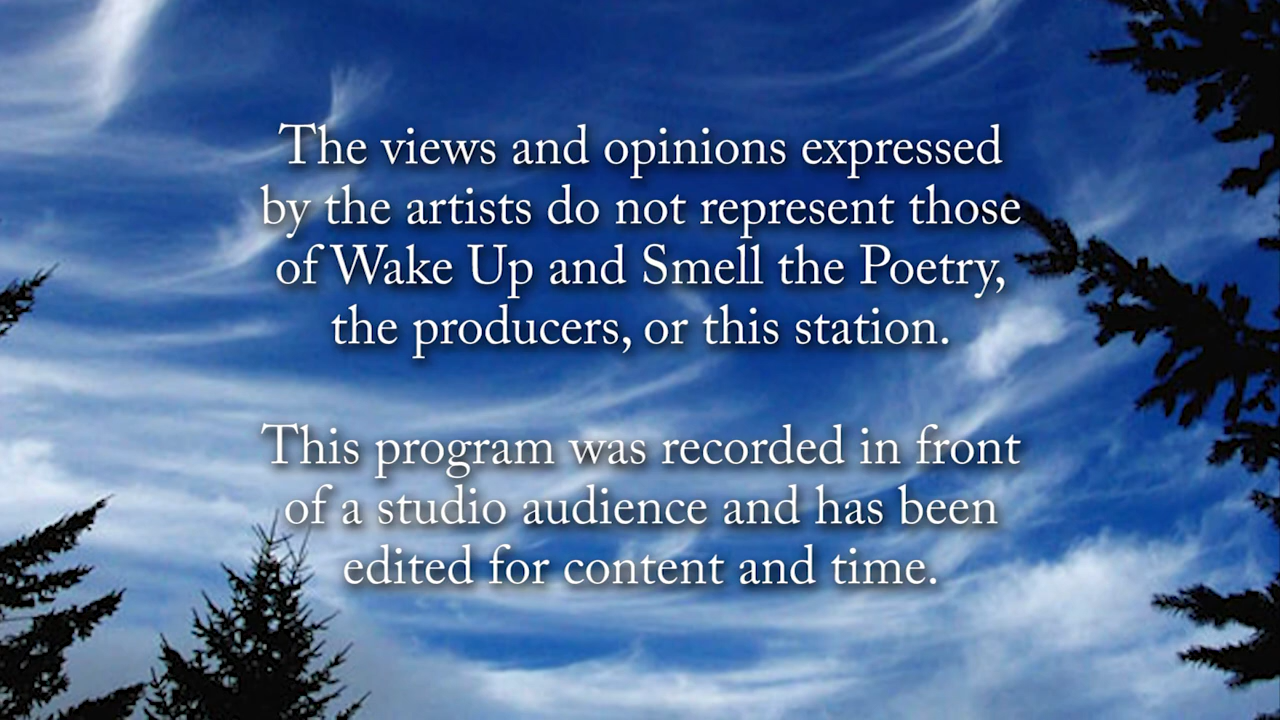 The views and opinions expressed
by the artists do not represent those
of Wake Up and Smell the Poetry,
the producers, or this station.
This program was recorded in front
of a studio audience and has been
edited for content and time.